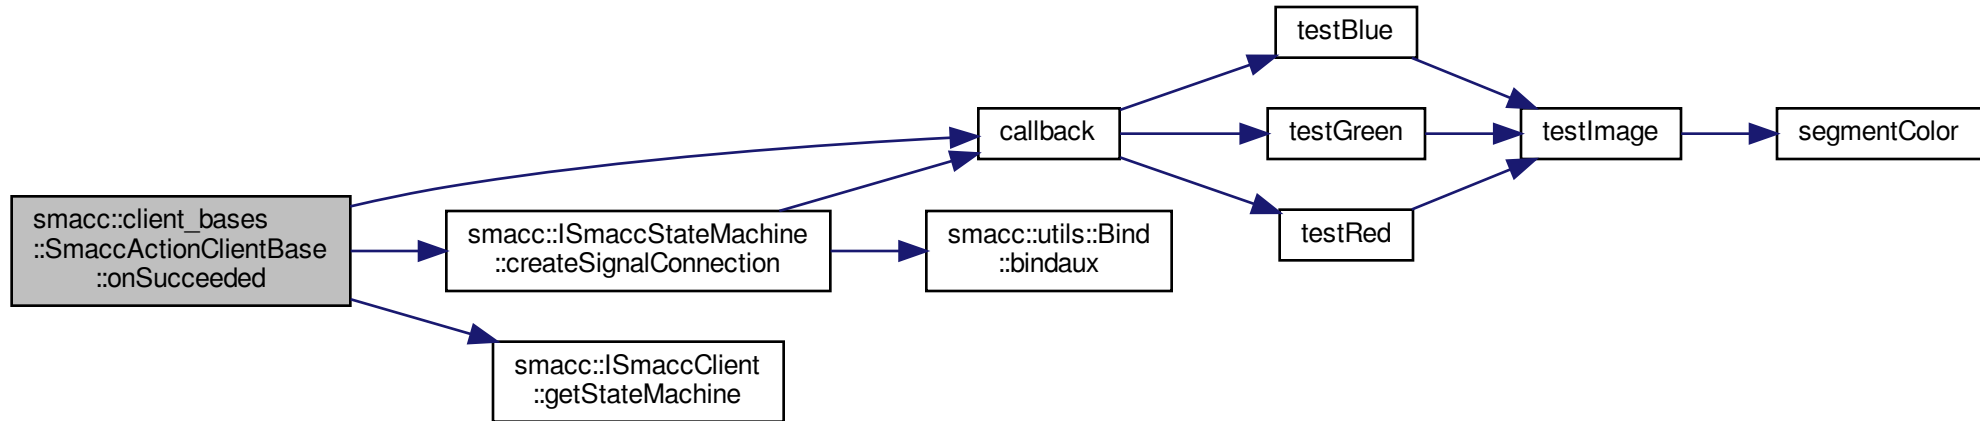 smacc::client_bases
::SmaccActionClientBase
::onSucceeded
smacc::ISmaccStateMachine
::createSignalConnection
smacc::ISmaccClient
::getStateMachine
callback
smacc::utils::Bind
::bindaux
testBlue
testGreen
testRed
testImage
segmentColor